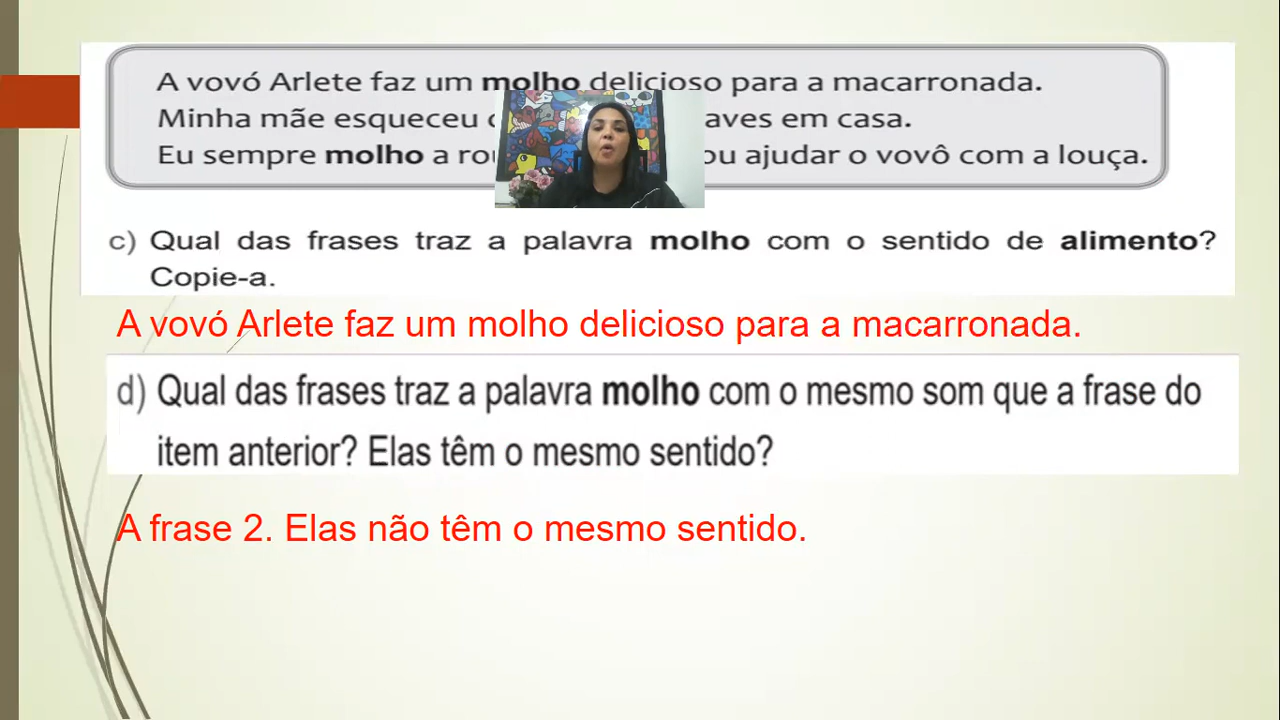 A vovó Arlete faz um molho delicioso para a macarronada.
Minha mãe esqueceu aves em casa.
Eu sempre molho a rou ou ajudar o vovô com a louça.
c) Qual das frases traz a palavra molho com o sentido de alimento?
Copie-a.
A vovó Arlete faz um molho delicioso para a macarronada.
d) Qual das frases traz a palavra molho com o mesmo som que a frase do
item anterior? Elas têm o mesmo sentido?
A frase 2. Elas não têm o mesmo sentido.